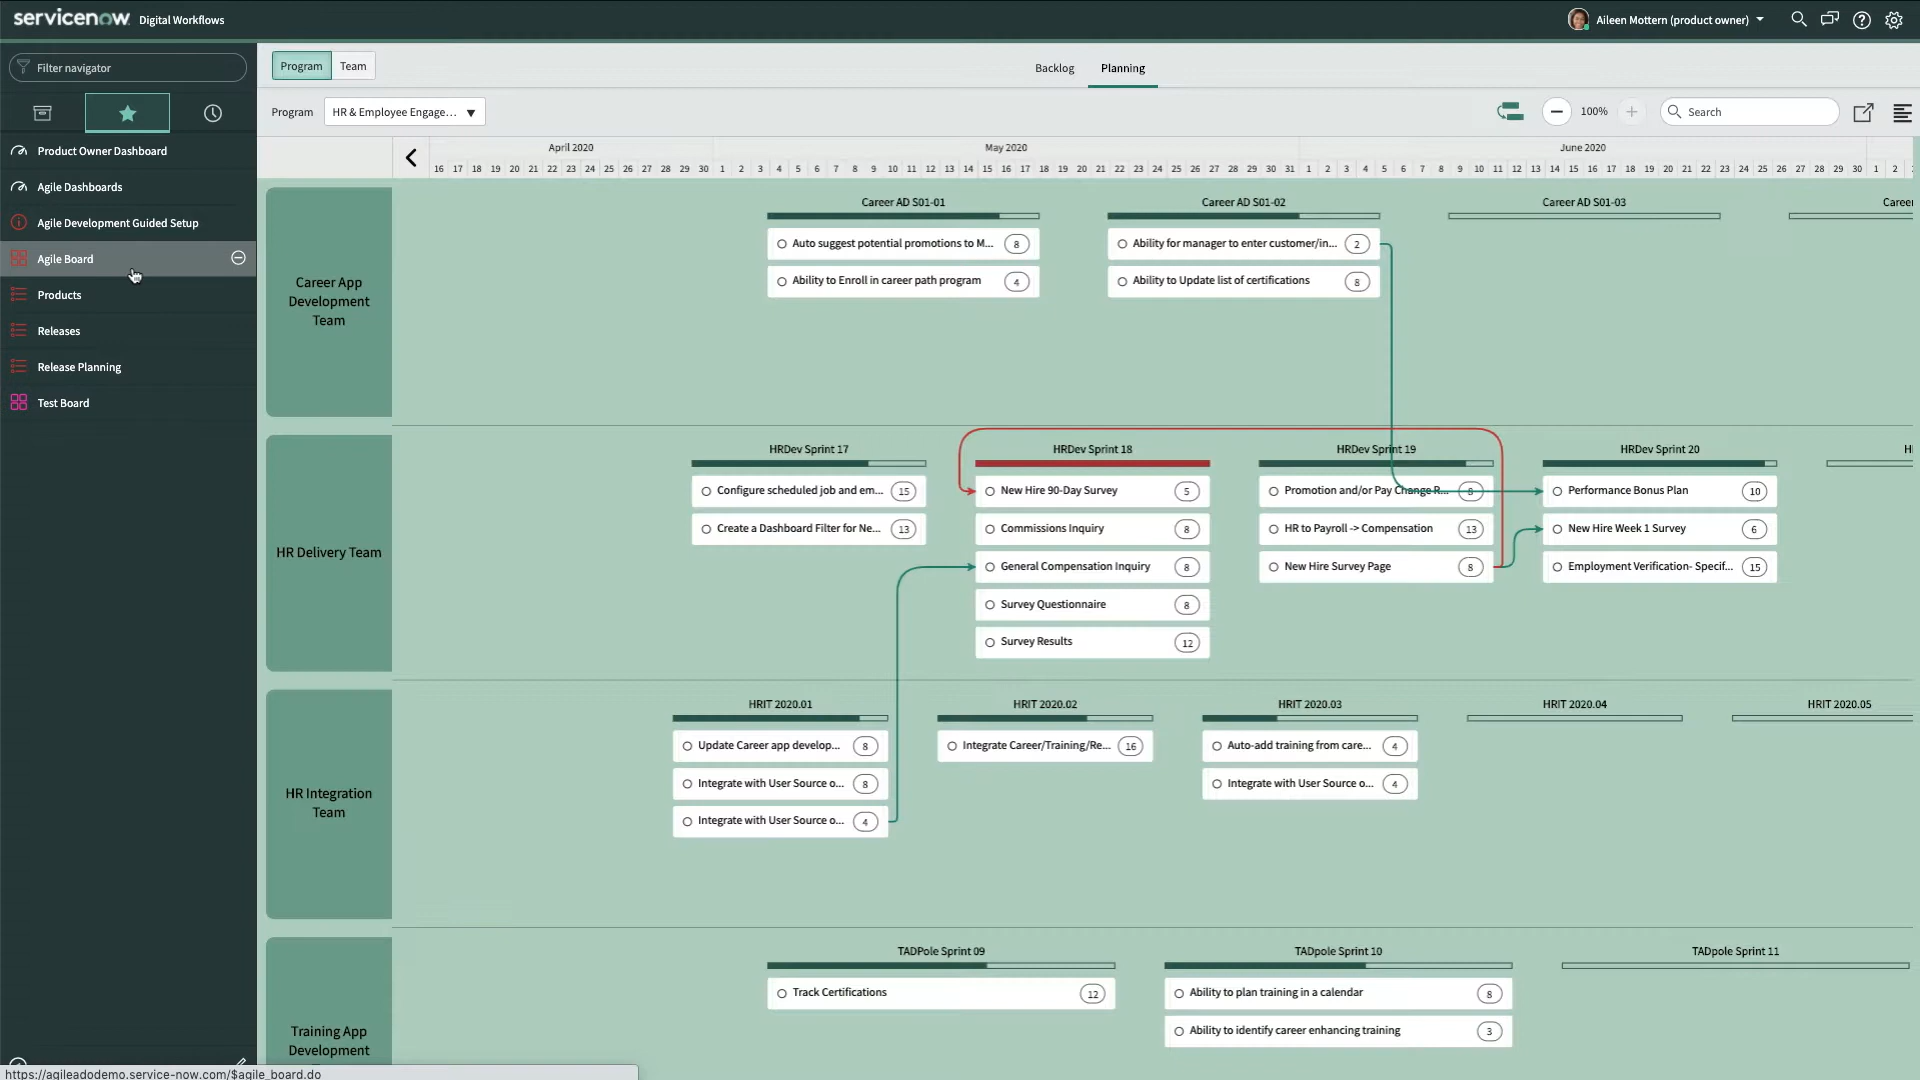 servicenow Digital Workflows
Aileen Mottern (product owner)
Filter navigator
Product Owner Dashboard
Agile Dashboards
Agile Development Guided Setup
Agile Board
Products
Releases
Release Planning
Test Board
Program Team
Backlog Planning
Program HR & Employee Engage... 100% Search
April 2020 May 2020 June 2020
16 17 18 19 20 21 22 23 24 25 26 27 28 29 30 1 2 3 4 5 6 7 8 9 10 11 12 13 14 15 16 17 18 19 20 21 22 23 24 25 26 27 28 29 30 31 1 2 3 4 5 6 7 8 9 10 11 12 13 14 15 16 17 18 19 20 21 22 23 24 25 26 27 28 29 30 1 2
Career App
Development
Team
Career AD S01-01
Auto suggest potential promotions to M... 8
Ability to Enroll in career path program 4
Career AD S01-02
Ability for manager to enter customer/in... 2
Ability to Update list of certifications 8
Career AD S01-03
Career
HR Delivery Team
HRDev Sprint 17
Configure scheduled job and em... 15
Create a Dashboard Filter for Ne... 13
HRDev Sprint 18
New Hire 90-Day Survey 5
Commissions Inquiry 8
General Compensation Inquiry 8
Survey Questionnaire 8
Survey Results 12
HRDev Sprint 19
Promotion and/or Pay Change R...
HR to Payroll -> Compensation 13
New Hire Survey Page 8
HRDev Sprint 20
Performance Bonus Plan 10
New Hire Week 1 Survey 6
Employment Verification- Specif... 15
H
HR Integration
Team
HRIT 2020.01
Update Career app develop... 8
Integrate with User Source o... 8
Integrate with User Source o... 4
HRIT 2020.02
Integrate Career/Training/Re... 16
HRIT 2020.03
Auto-add training from care... 4
Integrate with User Source o... 4
HRIT 2020.04
HRIT 2020.05
Training App
Development
TADPole Sprint 09
Track Certifications 12
TADpole Sprint 10
Ability to plan training in a calendar 8
Ability to identify career enhancing training 3
TADpole Sprint 11
https://agileadodemo.service-now.com/$agile_board.do